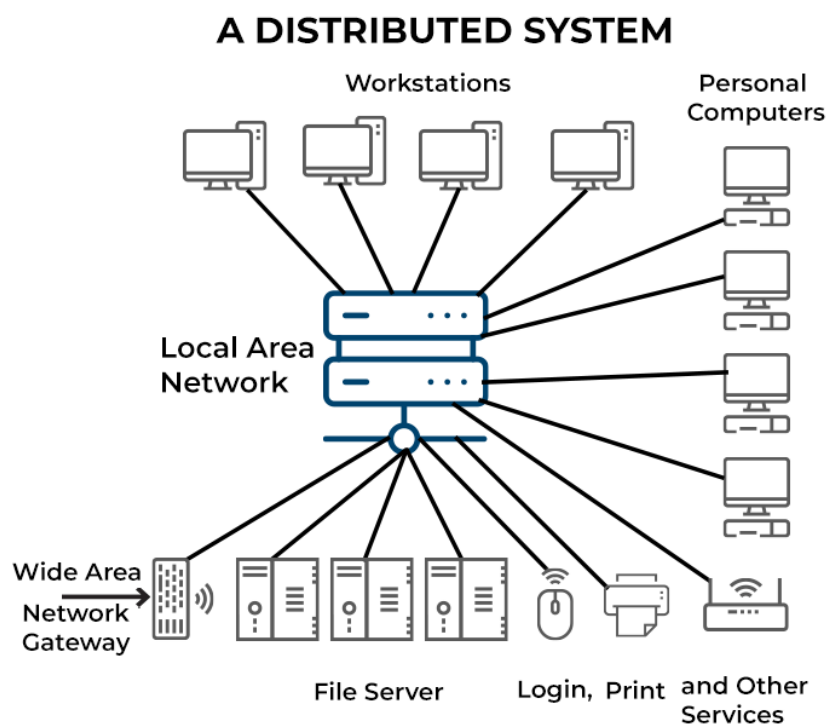 A DISTRIBUTED SYSTEM
Workstations
Personal
Computers
Local Area
Network
Wide Area
Network
Gateway
File Server
Login, Print and Other
Services